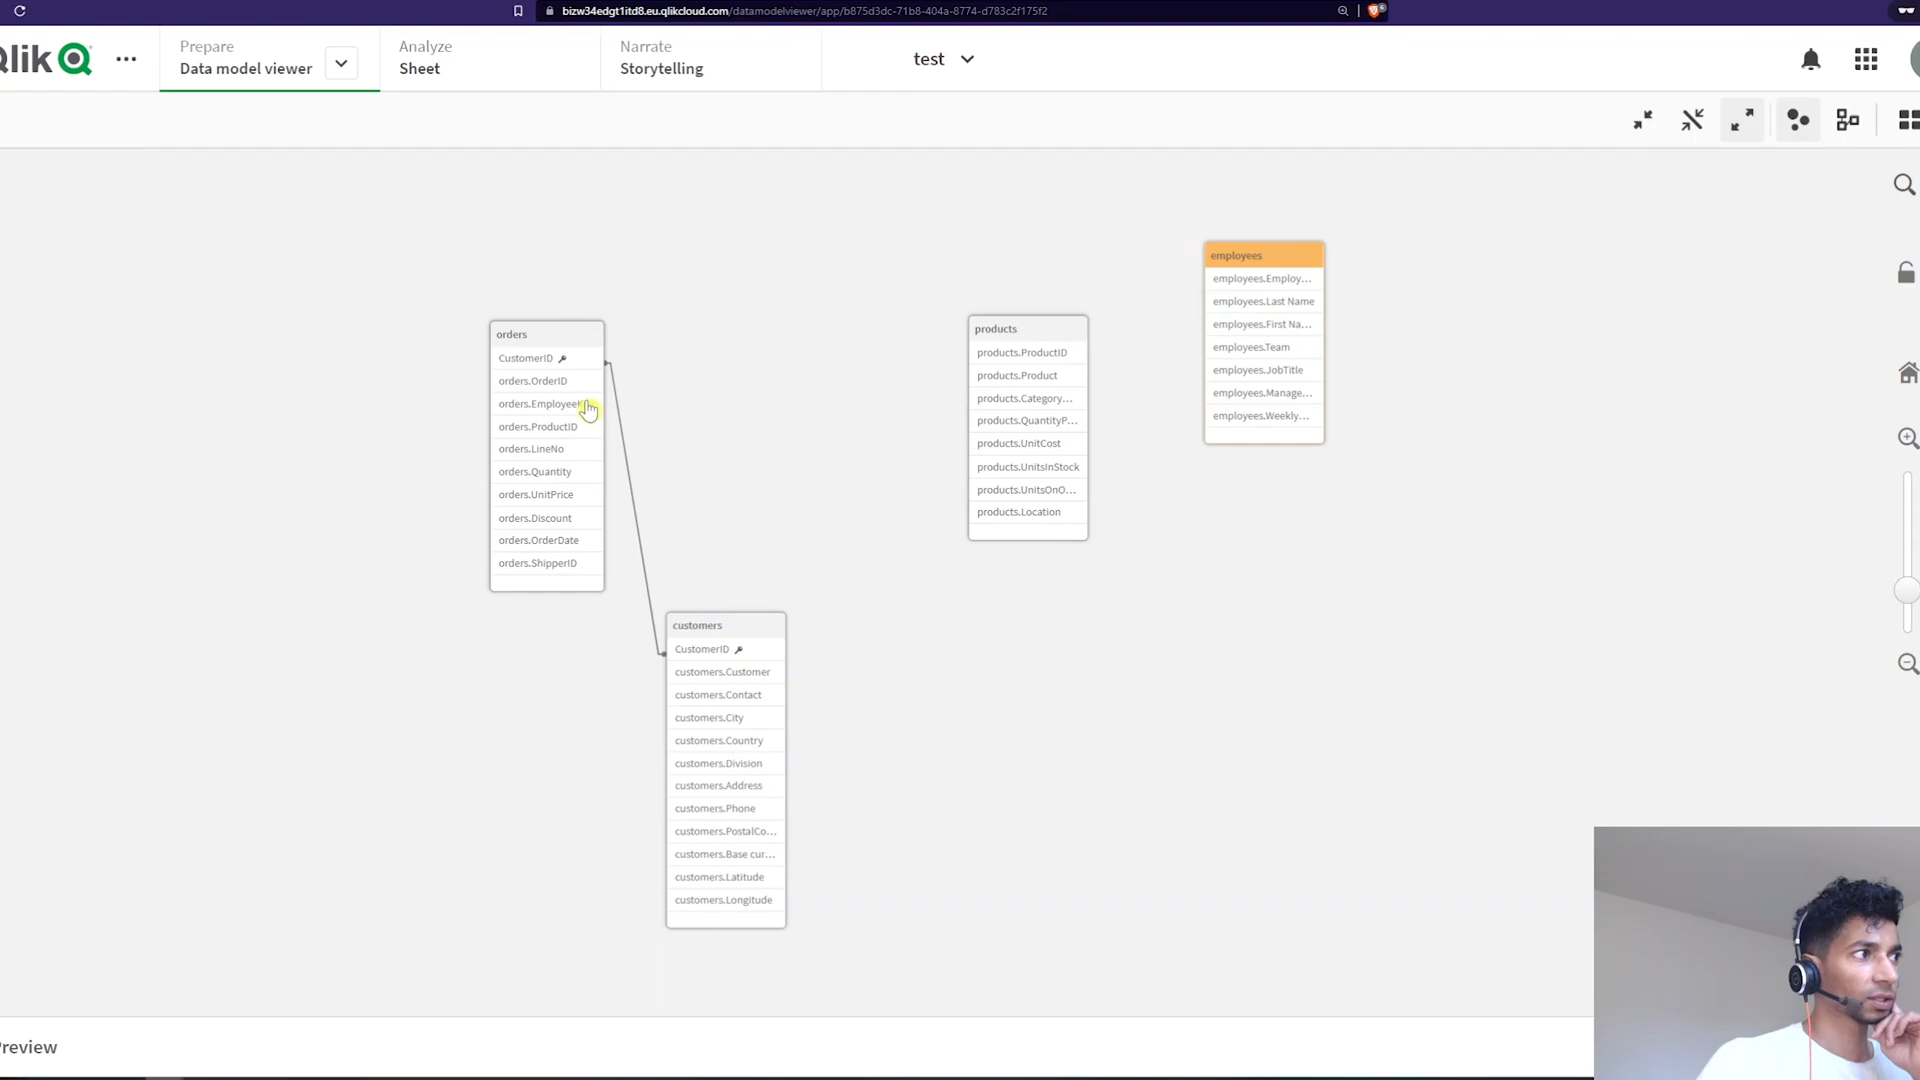 bizw34edgt1itd8.eu.qlikcloud.com/datamodelviewer/app/b875d3dc-71b8-404a-8774-d783c2f175f2
Qlik
Prepare
Data model viewer
Analyze
Sheet
Narrate
Storytelling
test
orders
CustomerID
orders.OrderID
orders.Employee
orders.ProductID
orders.LineNo
orders.Quantity
orders.UnitPrice
orders.Discount
orders.OrderDate
orders.ShipperID
customers
CustomerID
customers.Customer
customers.Contact
customers.City
customers.Country
customers.Division
customers.Address
customers.Phone
customers.PostalCo...
customers.Base cur...
customers.Latitude
customers.Longitude
products
products.ProductID
products.Product
products.Category...
products.QuantityP...
products.UnitCost
products.UnitsInStock
products.UnitsOnO...
products.Location
employees
employees.Employ...
employees.Last Name
employees.First Na...
employees.Team
employees.JobTitle
employees.Manage...
employees.Weekly...
Preview